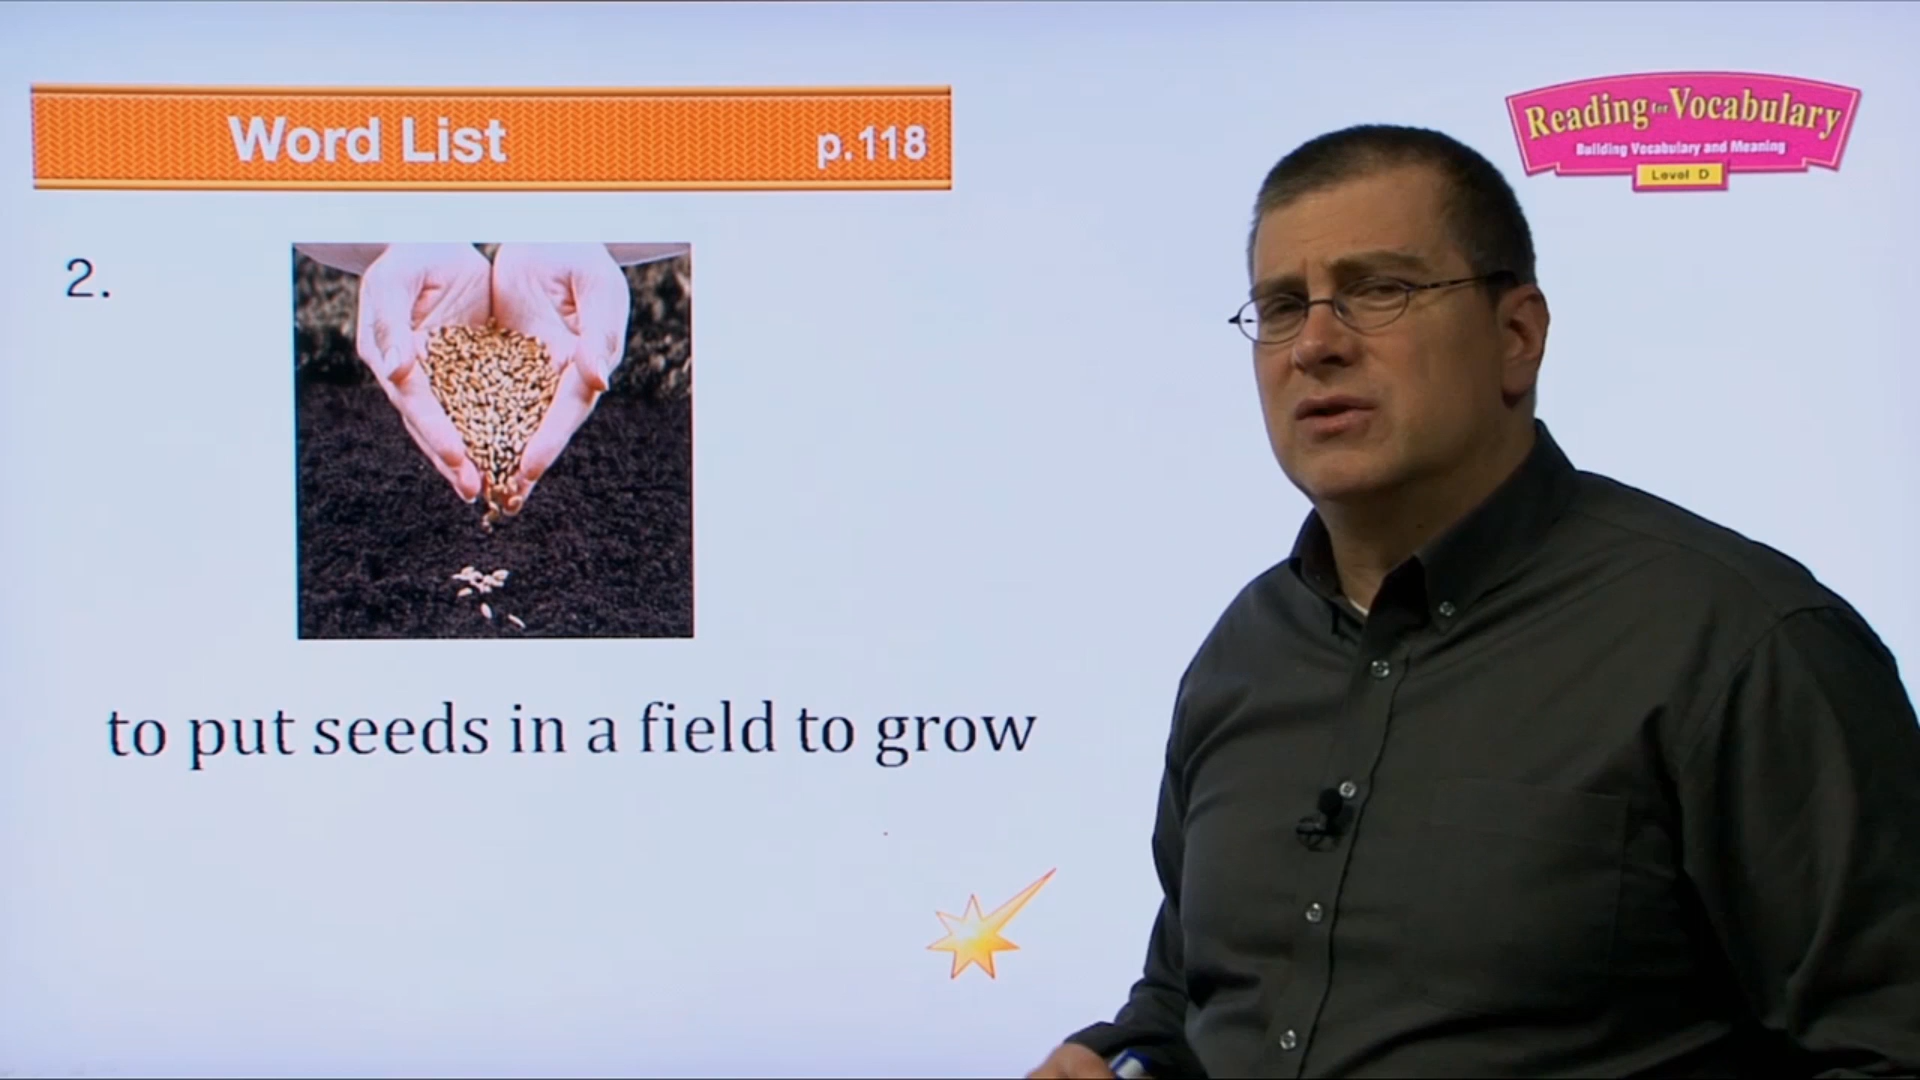 Word List p.118
Reading for Vocabulary
Building Vocabulary and Meaning
Level D
2.
to put seeds in a field to grow